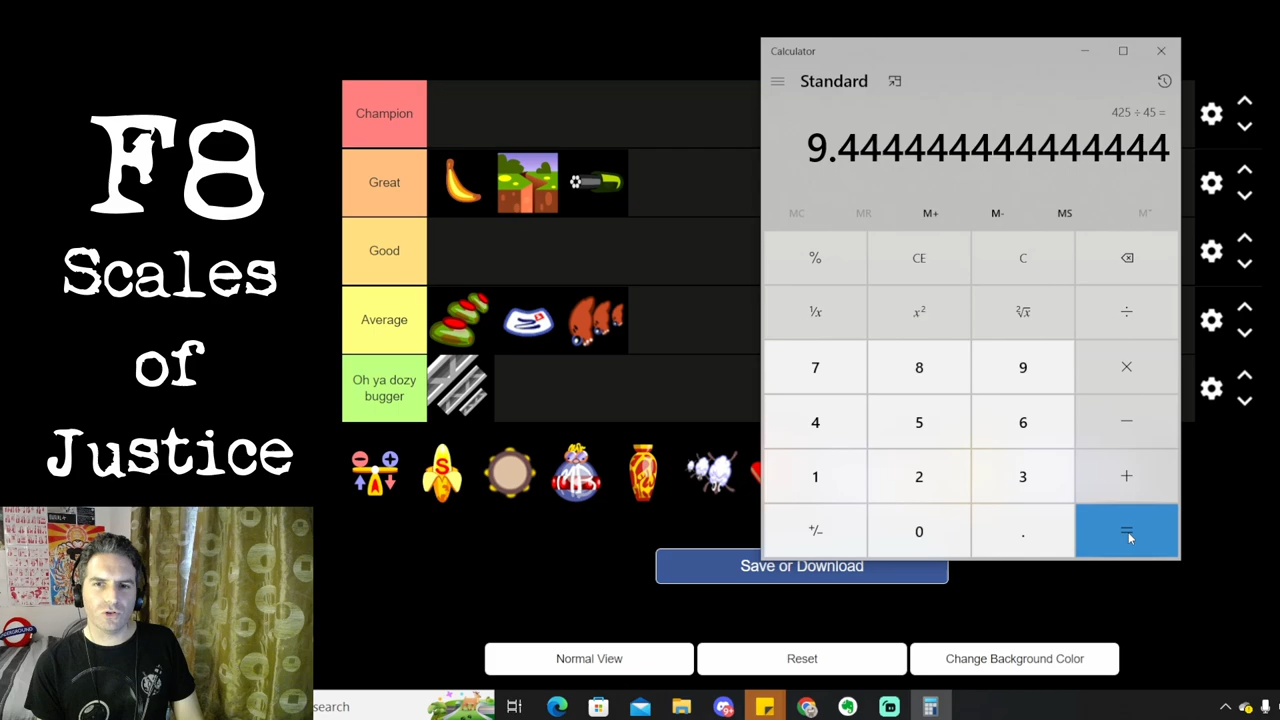 F8
Scales
of
Justice
Champion
Great
Good
Average
Oh ya dozy
bugger
S
MB
A
Calculator
Standard
425 ÷ 45 =
9.444444444444444
MC MR M+ M- MS M˅
% CE C
¹/x x² ²√x ÷
7 8 9 ×
4 5 6 −
1 2 3 +
+/− 0 . =
Save or Download
Normal View
Reset
Change Background Color
search